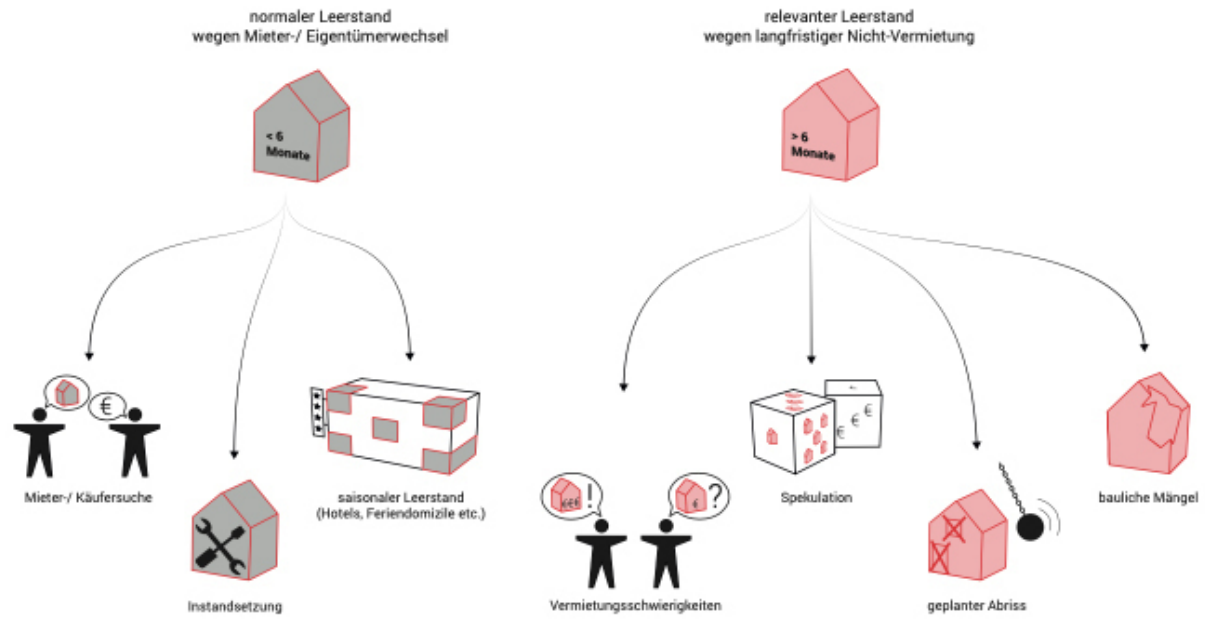 normaler Leerstand
wegen Mieter-/ Eigentümerwechsel
< 6
Monate
Mieter-/ Käufersuche
€
Instandsetzung
saisonaler Leerstand
(Hotels, Feriendomizile etc.)
relevanter Leerstand
wegen langfristiger Nicht-Vermietung
> 6
Monate
€€€!
€?
Vermietungsschwierigkeiten
€ € €
Spekulation
geplanter Abriss
bauliche Mängel